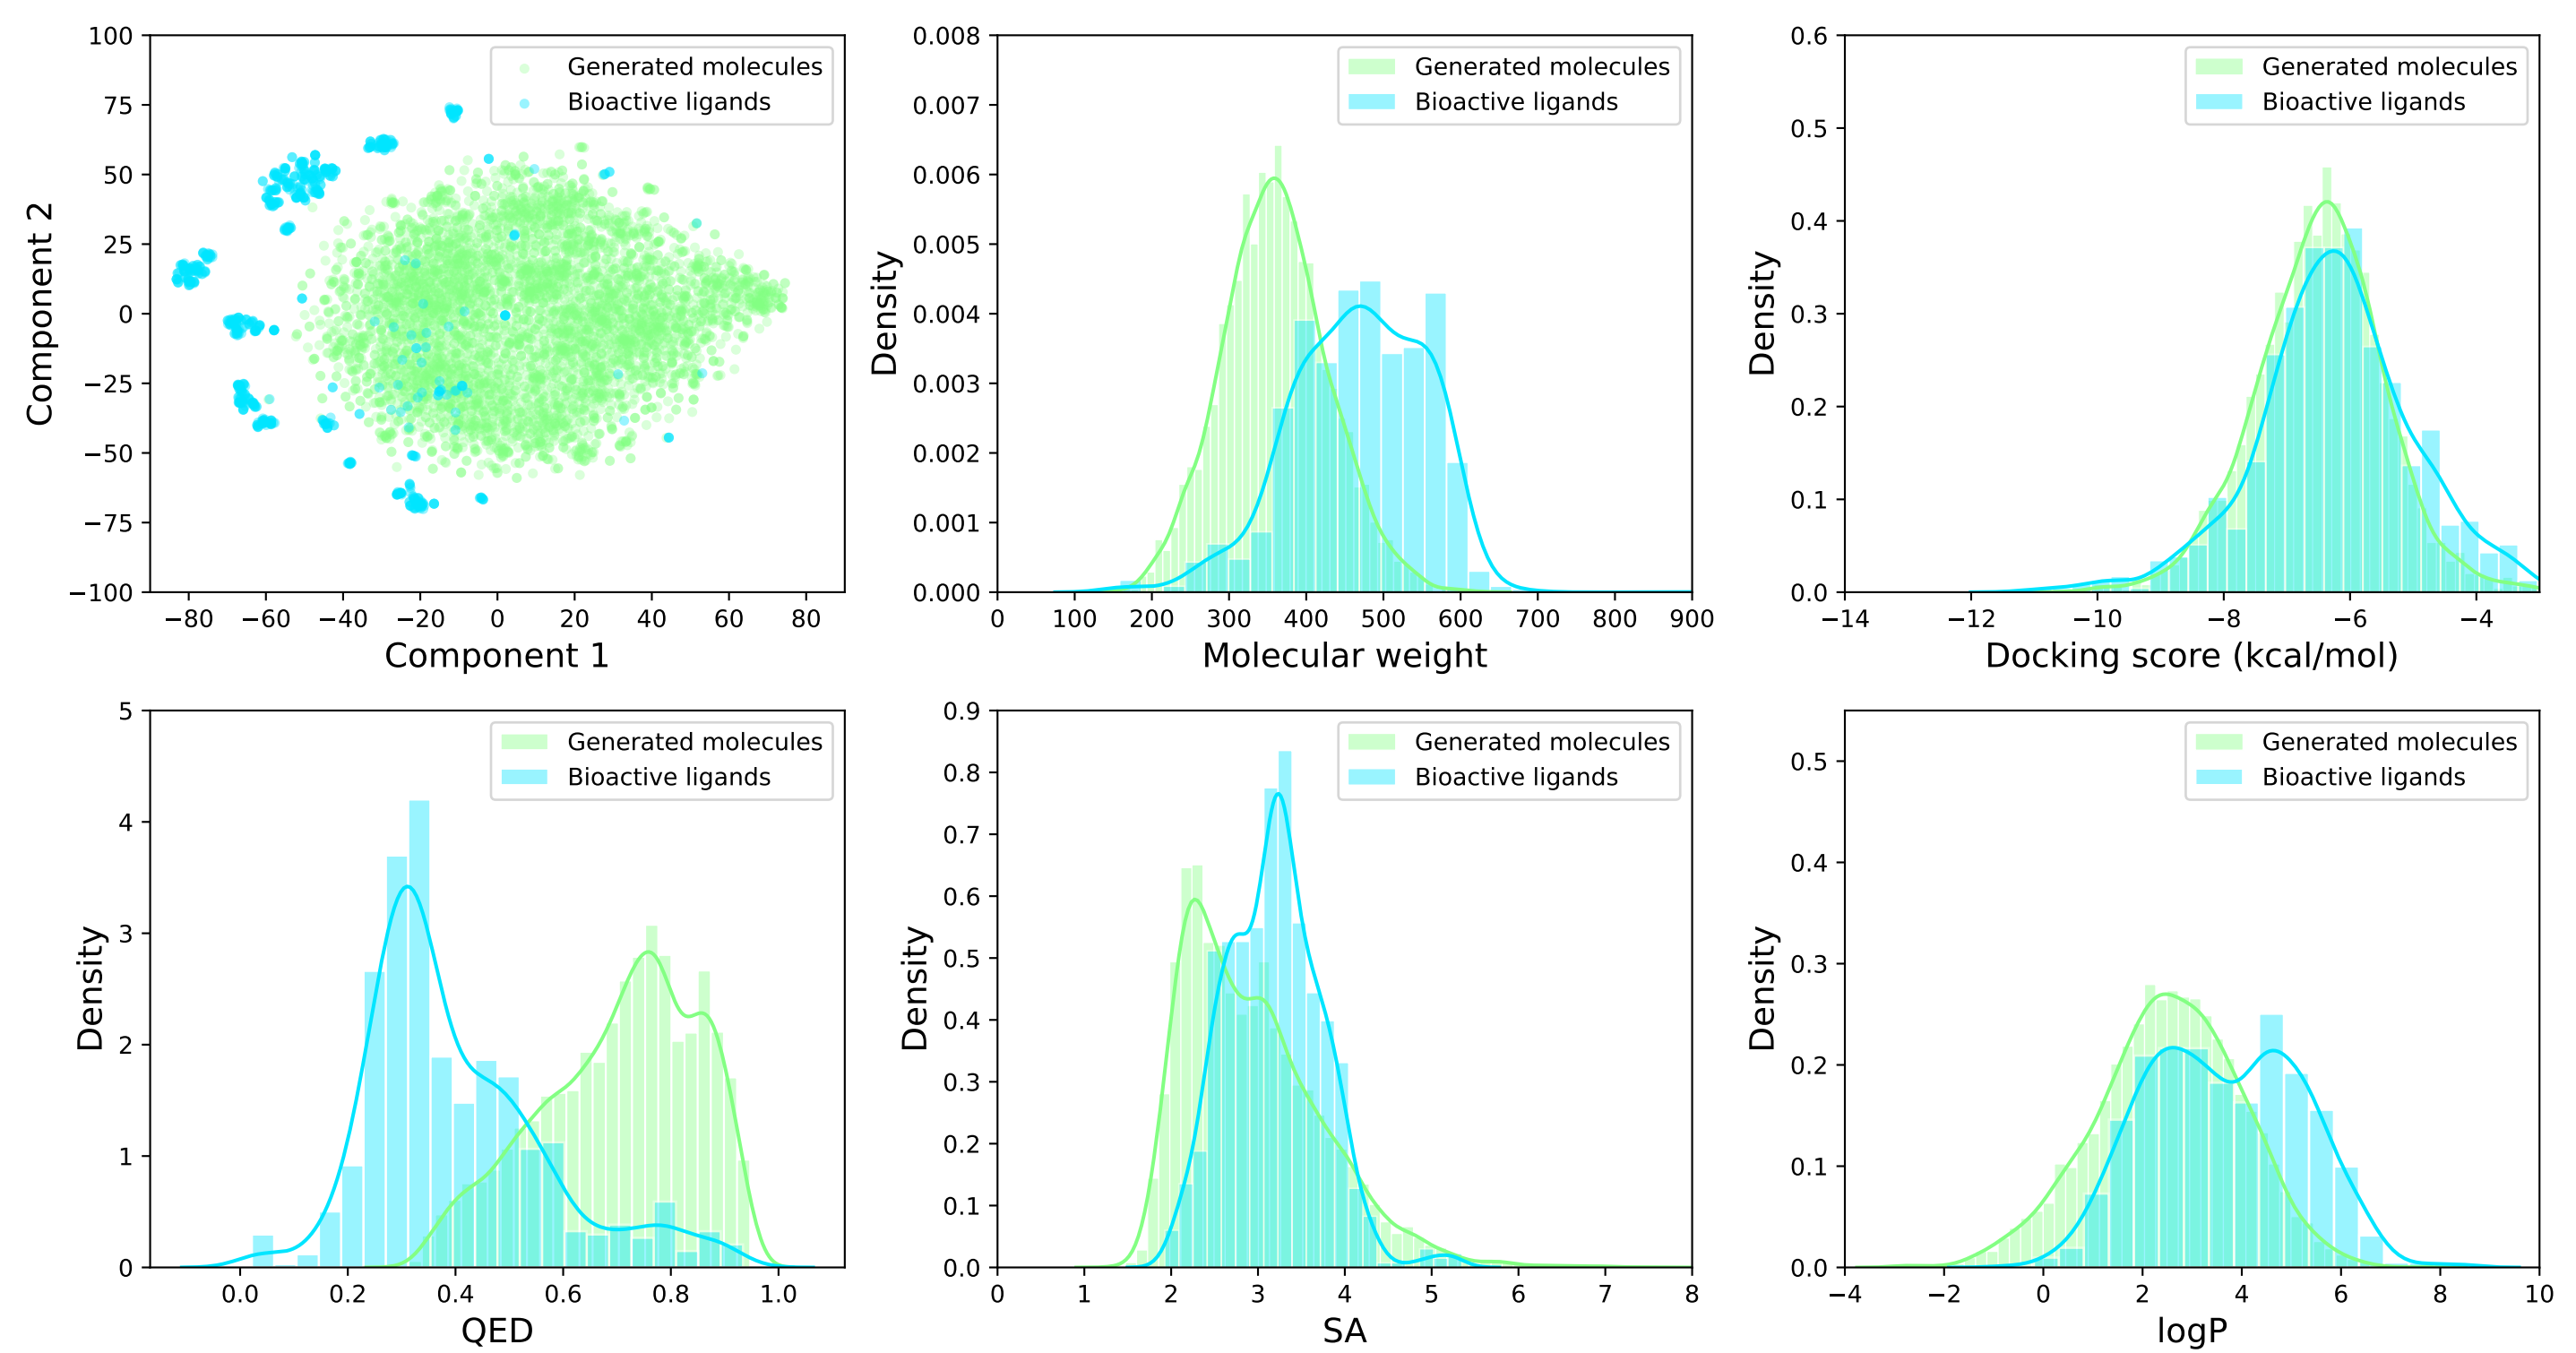 100
75
50
25
0
−25
−50
−75
−100
Component 2
Generated molecules
Bioactive ligands
−80 −60 −40 −20 0 20 40 60 80
Component 1
0.008
0.007
0.006
0.005
0.004
0.003
0.002
0.001
0.000
Density
Generated molecules
Bioactive ligands
0 100 200 300 400 500 600 700 800 900
Molecular weight
0.6
0.5
0.4
0.3
0.2
0.1
0.0
Density
Generated molecules
Bioactive ligands
−14 −12 −10 −8 −6 −4
Docking score (kcal/mol)
5
4
3
2
1
0
Density
Generated molecules
Bioactive ligands
0.0 0.2 0.4 0.6 0.8 1.0
QED
0.9
0.8
0.7
0.6
0.5
0.4
0.3
0.2
0.1
0.0
Density
Generated molecules
Bioactive ligands
0 1 2 3 4 5 6 7 8
SA
0.5
0.4
0.3
0.2
0.1
0.0
Density
Generated molecules
Bioactive ligands
−4 −2 0 2 4 6 8 10
logP